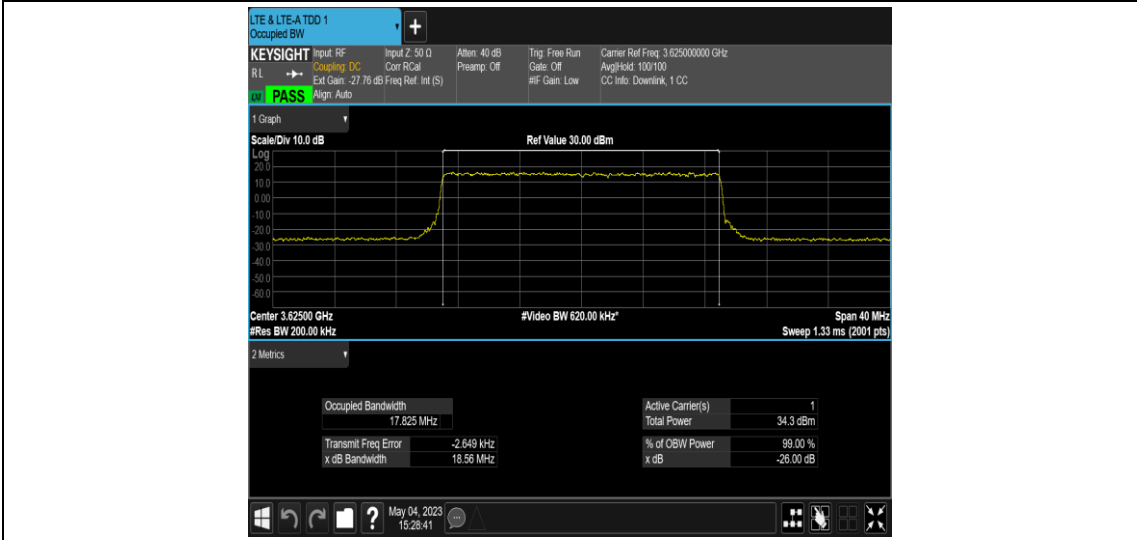 LTE & LTE-A TDD 1
Occupied BW
+
KEYSIGHT
RL
PASS
Input: RF
Coupling: DC
Ext Gain: -27.76 dB
Align: Auto
Input Z: 50 Ω
Corr RCal
Freq Ref: Int (S)
Atten: 40 dB
Preamp: Off
Trig: Free Run
Gate: Off
#IF Gain: Low
Carrier Ref Freq: 3.625000000 GHz
Avg|Hold: 100/100
CC Info: Downlink, 1 CC
1 Graph
Scale/Div 10.0 dB
Ref Value 30.00 dBm
Log
20.0
10.0
0.00
-10.0
-20.0
-30.0
-40.0
-50.0
-60.0
Center 3.62500 GHz
#Video BW 620.00 kHz*
Span 40 MHz
#Res BW 200.00 kHz
Sweep 1.33 ms (2001 pts)
2 Metrics
Occupied Bandwidth
17.825 MHz
Transmit Freq Error -2.649 kHz
x dB Bandwidth 18.56 MHz
Active Carrier(s) 1
Total Power 34.3 dBm
% of OBW Power 99.00 %
x dB -26.00 dB
?
May 04, 2023
15:28:41